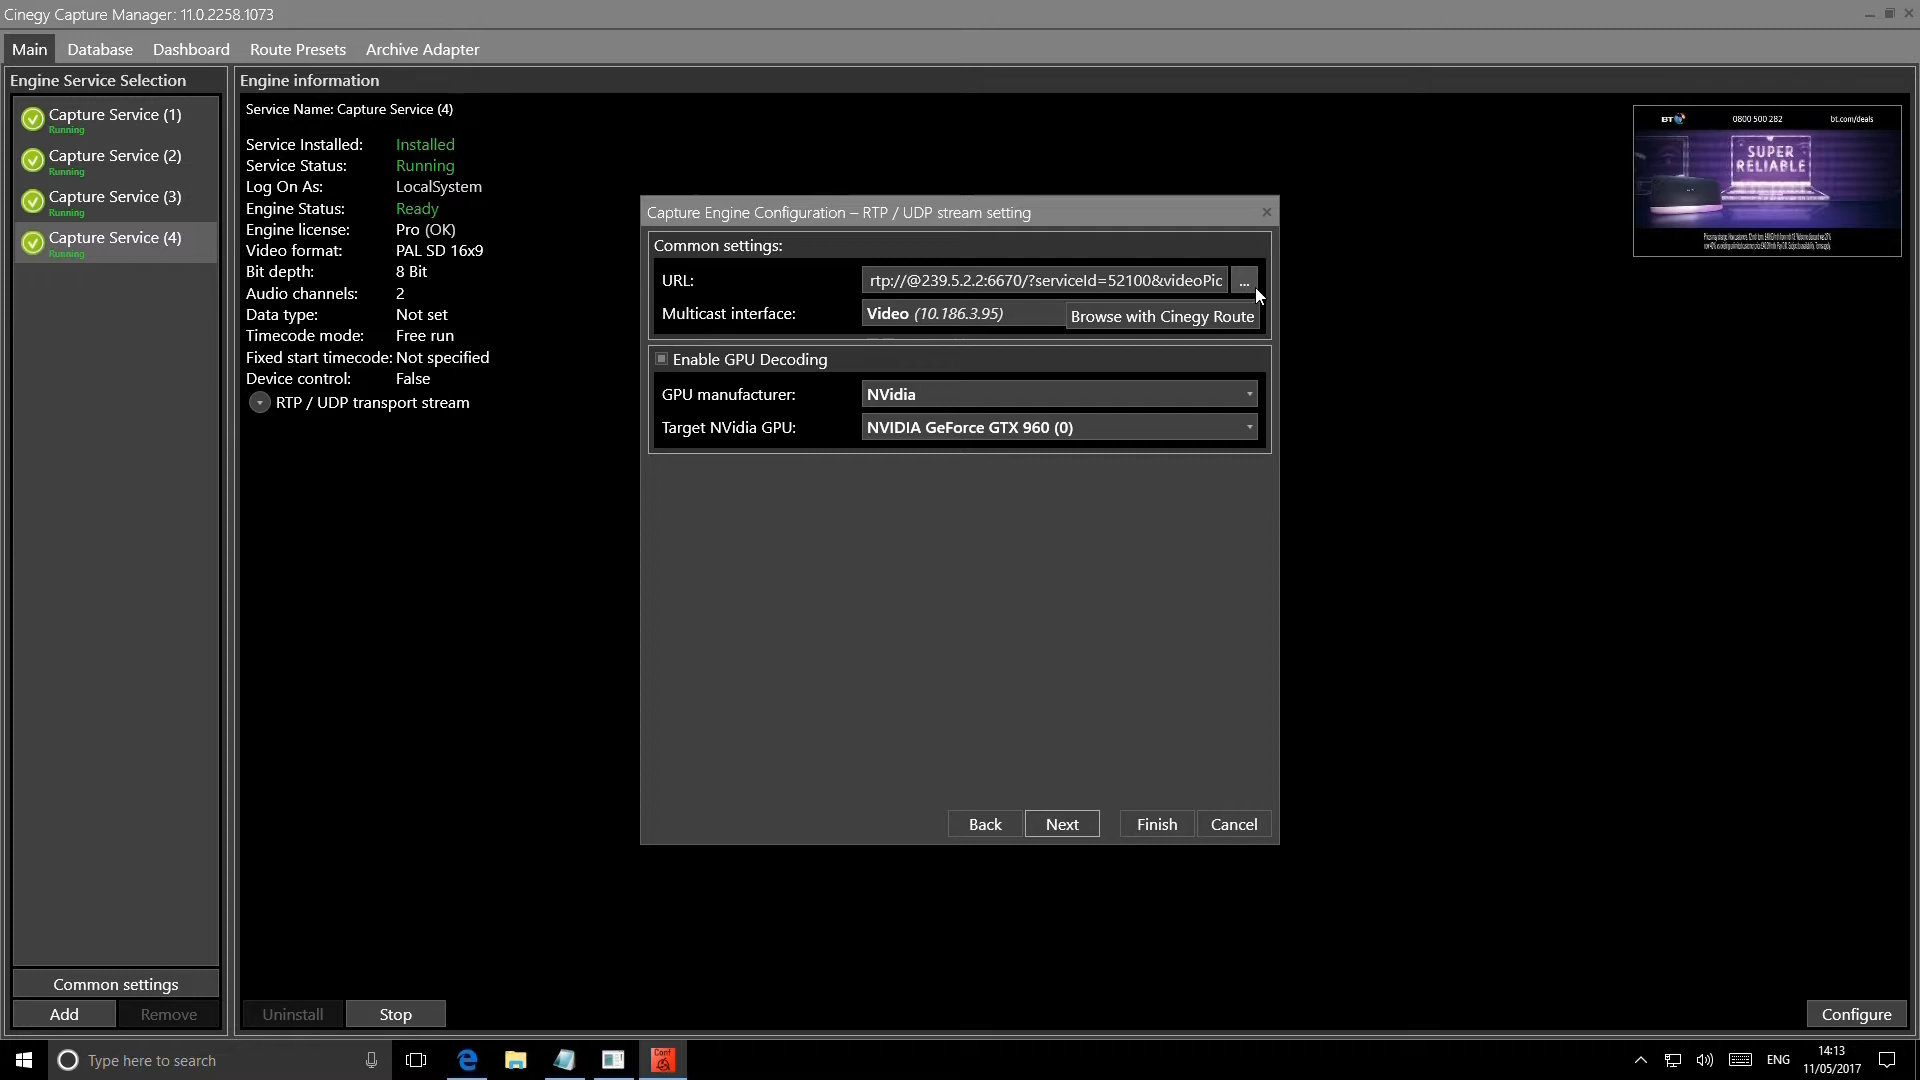 Cinegy Capture Manager: 11.0.2258.1073
Main Database Dashboard Route Presets Archive Adapter
Engine Service Selection
Capture Service (1)
Running
Capture Service (2)
Running
Capture Service (3)
Running
Capture Service (4)
Running
Common settings
Add Remove
Engine information
Service Name: Capture Service (4)
Service Installed: Installed
Service Status: Running
Log On As: LocalSystem
Engine Status: Ready
Engine license: Pro (OK)
Video format: PAL SD 16x9
Bit depth: 8 Bit
Audio channels: 2
Data type: Not set
Timecode mode: Free run
Fixed start timecode: Not specified
Device control: False
RTP / UDP transport stream
BT 0800 500 282 bt.com/deals
SUPER
RELIABLE
Capture Engine Configuration – RTP / UDP stream setting
Common settings:
URL: rtp://@239.5.2.2:6670/?serviceId=52100&videoPic ...
Multicast interface: Video (10.186.3.95)
Browse with Cinegy Route
Enable GPU Decoding
GPU manufacturer: NVidia
Target NVidia GPU: NVIDIA GeForce GTX 960 (0)
Back Next Finish Cancel
Uninstall Stop
Configure
Type here to search
Conf
ENG
14:13
11/05/2017